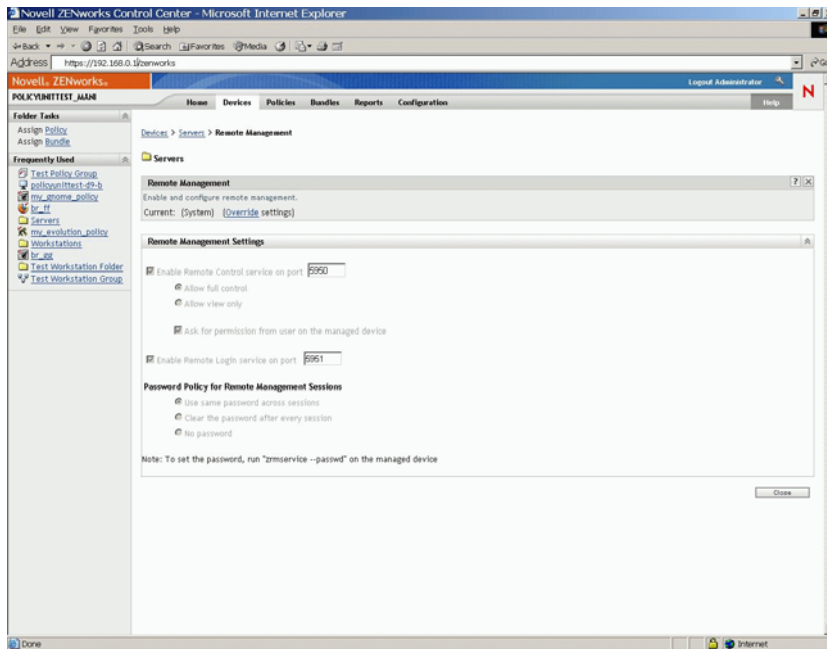 Novell ZENworks Control Center - Microsoft Internet Explorer
File Edit View Favorites Tools Help
Back Search Favorites Media
Address https://192.168.0.1/zenworks Go
Novell® ZENworks® Logout Administrator
POLICYUNITTEST_MANI N
Home Devices Policies Bundles Reports Configuration Help
Folder Tasks
Assign Policy
Assign Bundle
Frequently Used
Test Policy Group
policyunittest-d9-b
my_gnome_policy
br_ff
Servers
my_evolution_policy
Workstations
Test Workstation Folder
Test Workstation Group
Devices > Servers > Remote Management
Servers
Remote Management
Enable and configure remote management.
Current: (System) (Override settings)
Remote Management Settings
Enable Remote Control service on port 5950
Allow full control
Allow view only
Ask for permission from user on the managed device
Enable Remote Login service on port 5951
Password Policy for Remote Management Sessions
Use same password across sessions
Clear the password after every session
No password
Note: To set the password, run "zrmservice --passwd" on the managed device
Close
Done Internet